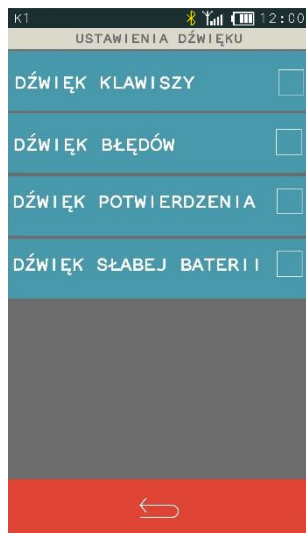 K1 12:00
USTAWIENIA DŹWIĘKU
DŹWIĘK KLAWISZY
DŹWIĘK BŁĘDÓW
DŹWIĘK POTWIERDZENIA
DŹWIĘK SŁABEJ BATERII